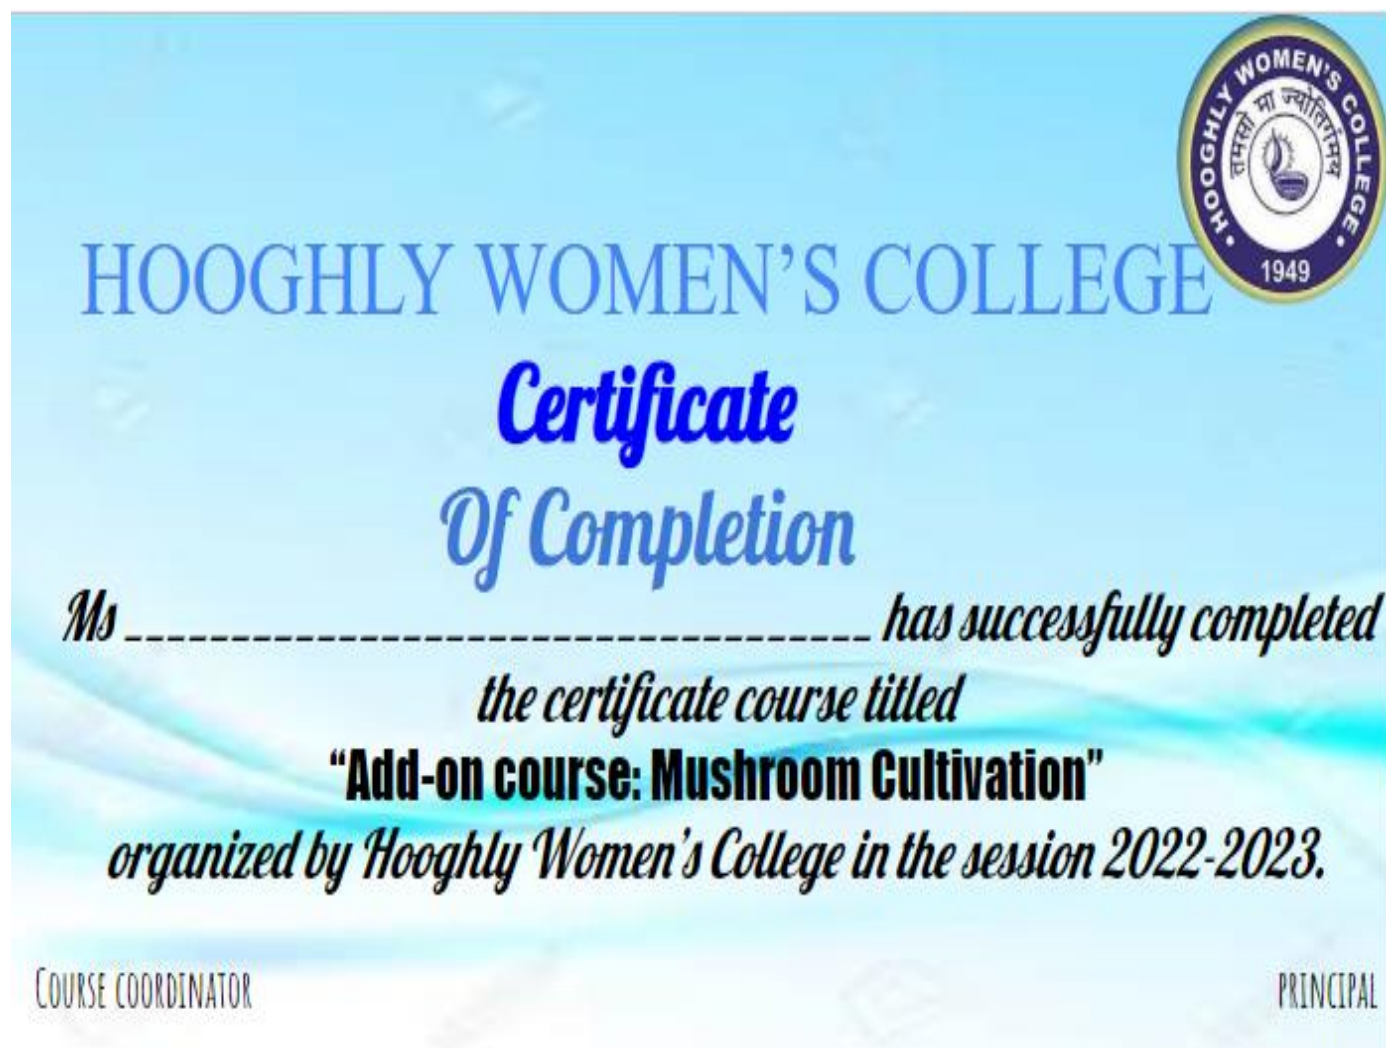 HOOGHLY WOMEN'S COLLEGE
तमसो मा ज्योतिर्गमय
1949
HOOGHLY WOMEN’S COLLEGE
Certificate
Of Completion
Ms __________________________________ has successfully completed
the certificate course titled
“Add-on course: Mushroom Cultivation”
organized by Hooghly Women’s College in the session 2022-2023.
COURSE COORDINATOR
PRINCIPAL